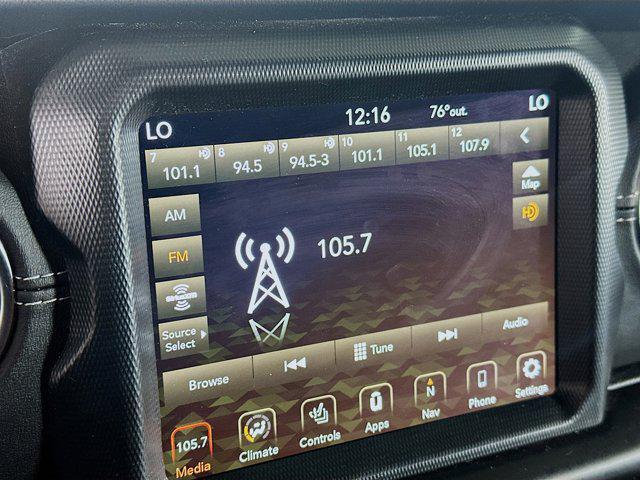 LO 12:16 76°out. LO
7 101.1 8 94.5 9 94.5-3 10 101.1 11 105.1 12 107.9
Map
AM
HD
105.7
FM
SiriusXM
Source Select
Browse Tune Audio
105.7
N
Media Climate Controls Apps Nav Phone Settings